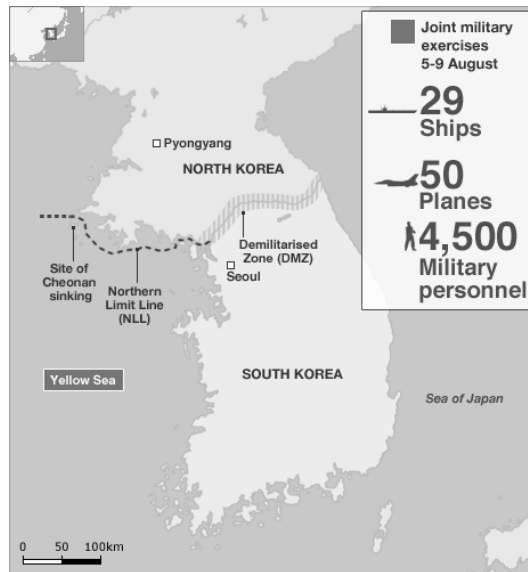 Joint military
exercises
5-9 August
29
Ships
50
Planes
4,500
Military
personnel
Pyongyang
NORTH KOREA
Demilitarised
Zone (DMZ)
Seoul
Site of
Cheonan
sinking
Northern
Limit Line
(NLL)
Yellow Sea
SOUTH KOREA
Sea of Japan
0 50 100km